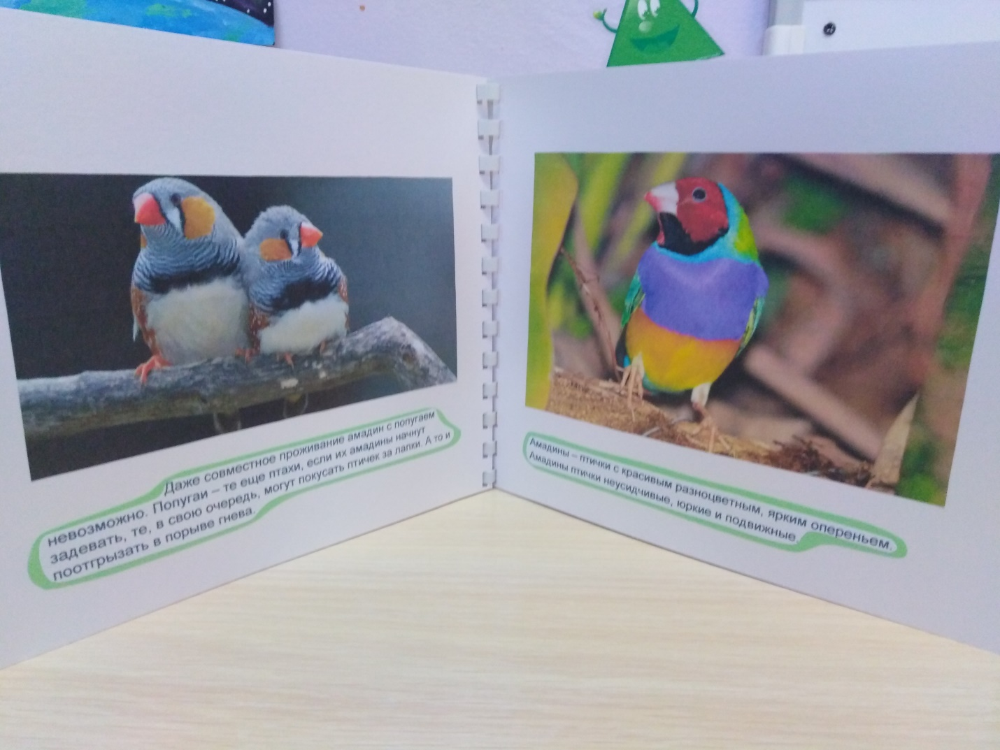 Даже совместное проживание амадин с попугаем
невозможно. Попугаи – те еще птахи, если их амадины начнут
задевать, те, в свою очередь, могут покусать птичек за лапки. А то и
поотгрызать в порыве гнева.
Амадины – птички с красивым разноцветным, ярким опереньем.
Амадины птички неусидчивые, юркие и подвижные.